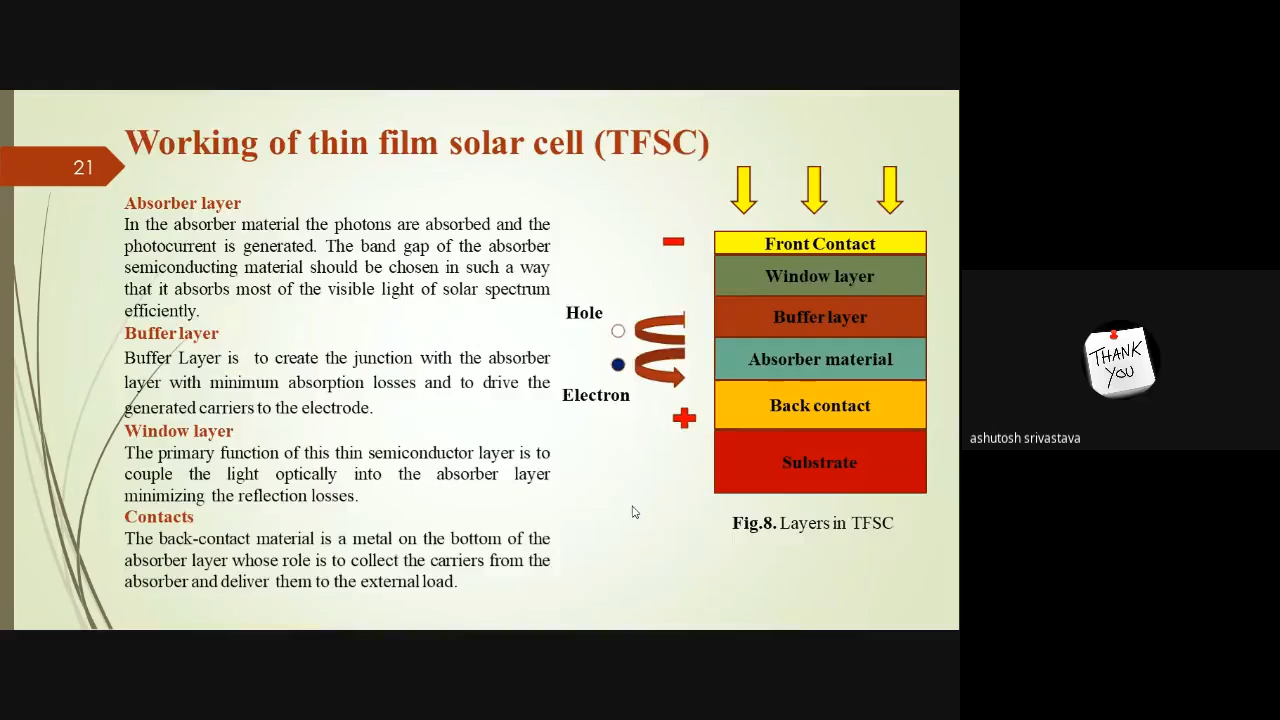 Working of thin film solar cell (TFSC)
21
Absorber layer
In the absorber material the photons are absorbed and the
photocurrent is generated. The band gap of the absorber
semiconducting material should be chosen in such a way
that it absorbs most of the visible light of solar spectrum
efficiently.
Buffer layer
Buffer Layer is to create the junction with the absorber
layer with minimum absorption losses and to drive the
generated carriers to the electrode.
Window layer
The primary function of this thin semiconductor layer is to
couple the light optically into the absorber layer
minimizing the reflection losses.
Contacts
The back-contact material is a metal on the bottom of the
absorber layer whose role is to collect the carriers from the
absorber and deliver them to the external load.
Hole
Electron
Front Contact
Window layer
Buffer layer
Absorber material
Back contact
Substrate
Fig.8. Layers in TFSC
THANK
YOU
ashutosh srivastava